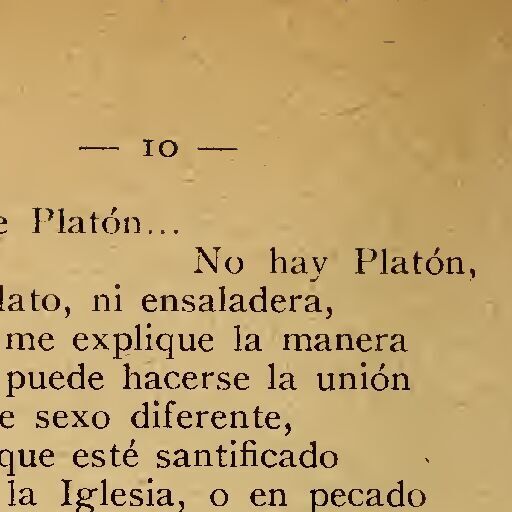 — 10 —
e Platón...
No hay Platón,
lato, ni ensaladera,
me explique la manera
puede hacerse la unión
e sexo diferente,
que esté santificado
la Iglesia, o en pecado